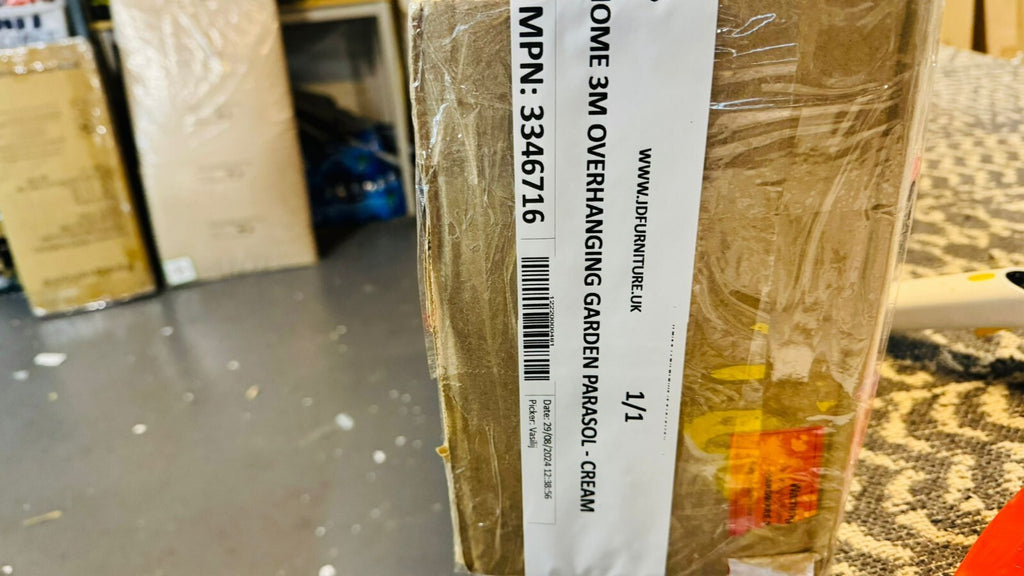 MPN: 3346716
HOME 3M OVERHANGING GARDEN PARASOL - CREAM
WWW.JDFURNITURE.UK
1/1
Date: 29/08/2024 12:38:56
Picker: Vasilij